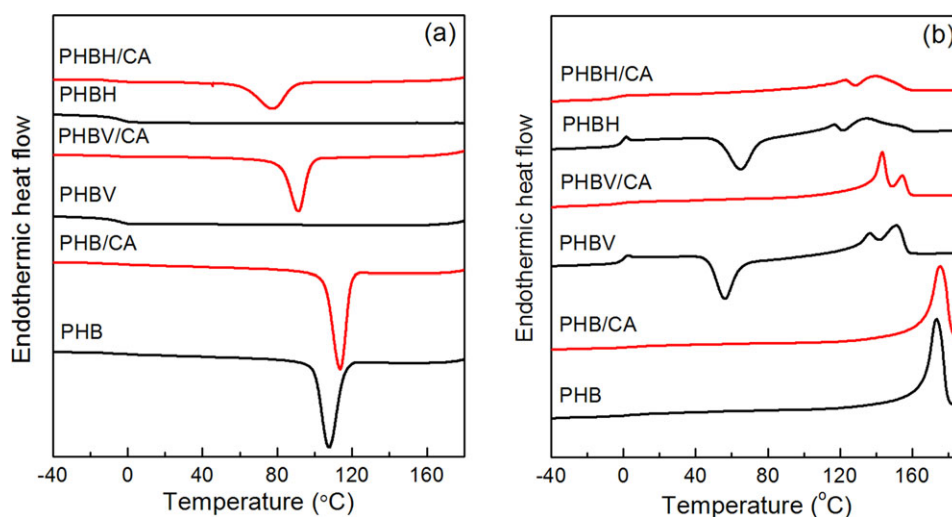 (a)
PHBH/CA
PHBH
PHBV/CA
PHBV
PHB/CA
PHB
Endothermic heat flow
-40 0 40 80 120 160
Temperature (°C)
(b)
PHBH/CA
PHBH
PHBV/CA
PHBV
PHB/CA
PHB
Endothermic heat flow
-40 0 40 80 120 160
Temperature (°C)